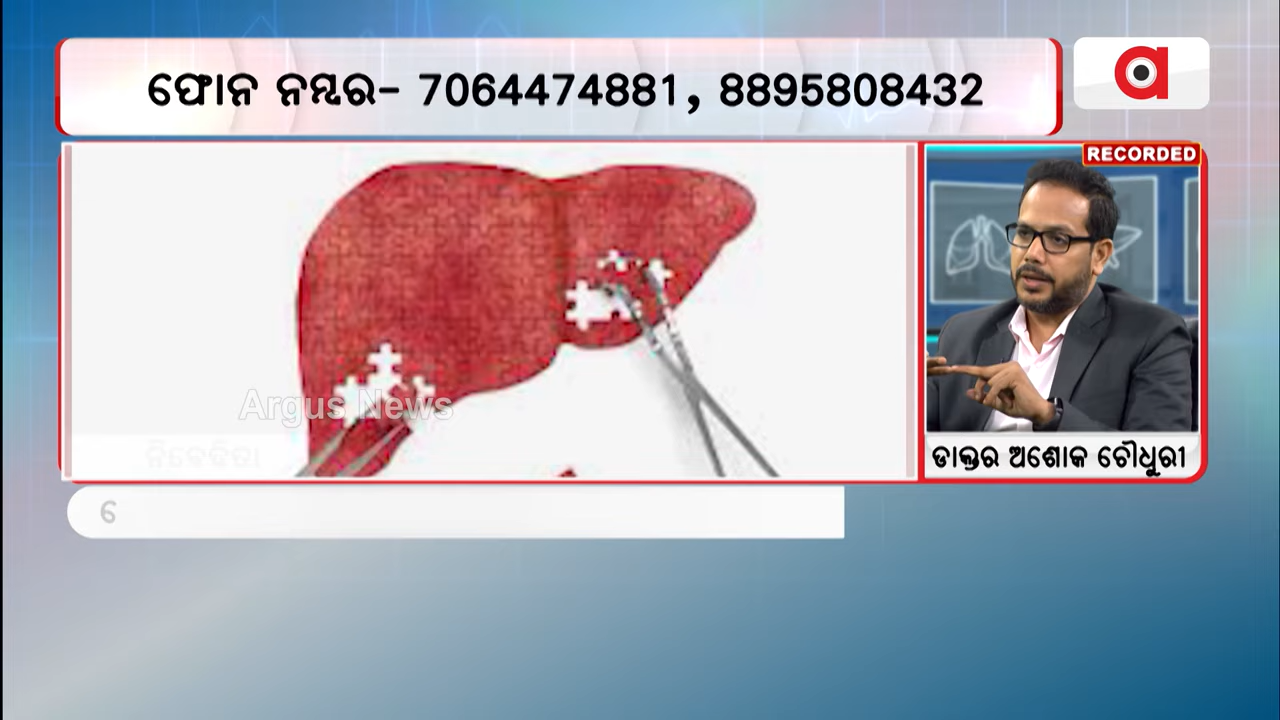 ଫୋନ ନମ୍ବର- 7064474881, 8895808432
RECORDED
Argus News
ନିବେଦିତା
ଡାକ୍ତର ଅଶୋକ ଚୌଧୁରୀ